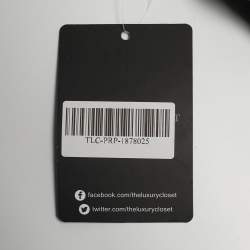 TLC-PRP-1878025
facebook.com/theluxurycloset
twitter.com/theluxurycloset